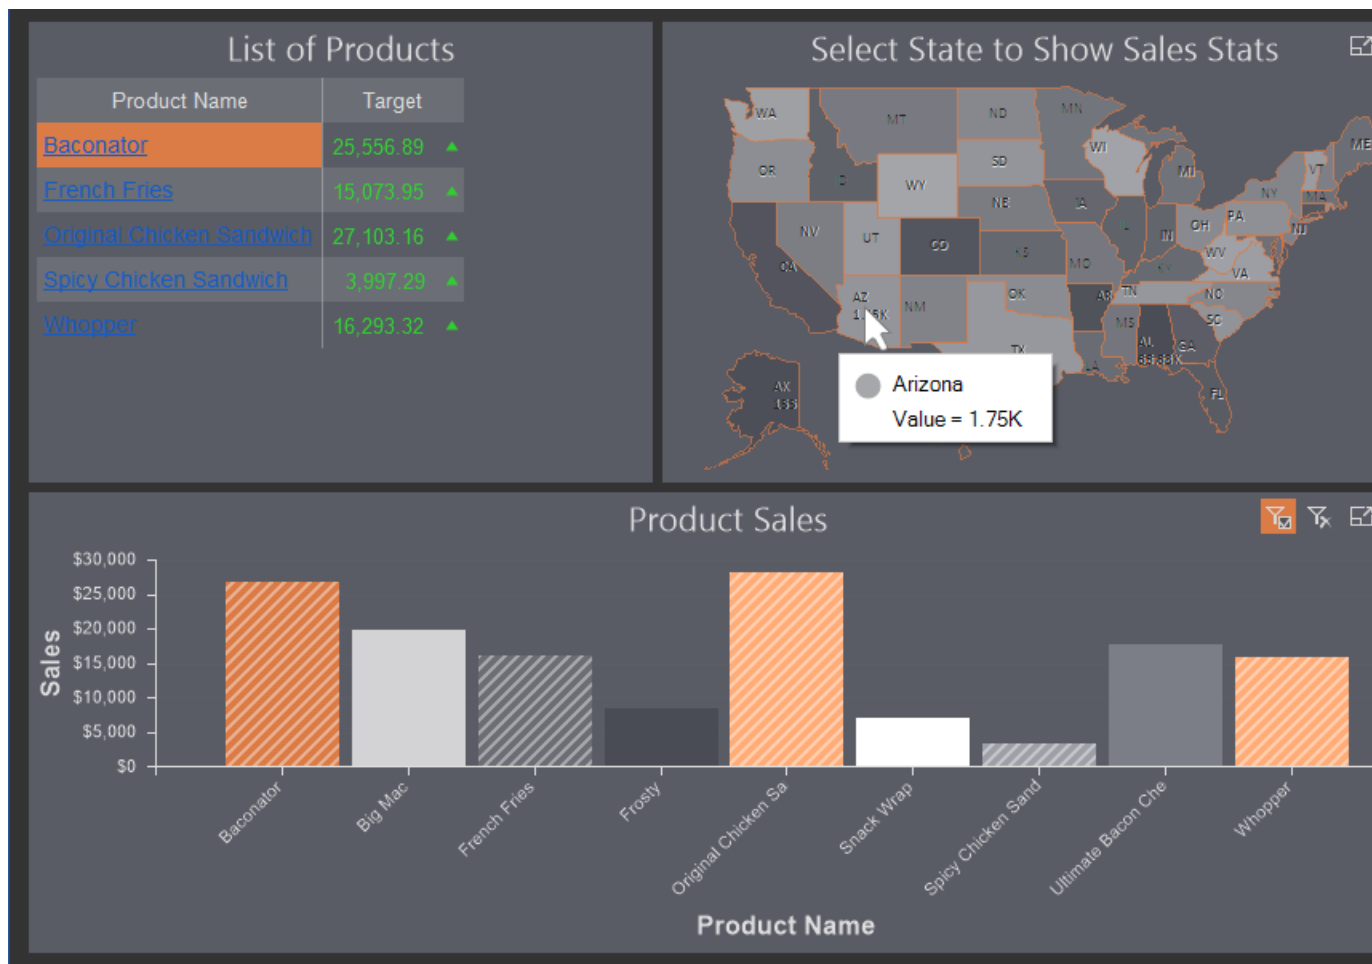 List of Products
Product Name Target
Baconator 25,556.89
French Fries 15,073.95
Original Chicken Sandwich 27,103.16
Spicy Chicken Sandwich 3,997.29
Whopper 16,293.32
Select State to Show Sales Stats
WA MT ND MN WI ME
OR WY SD MI VT
NV UT CO NE IA IN OH PA NY MA NJ
CA KS MO KY WV VA
AZ NM OK AR TN NC
TX MS AL GA SC
LA FL
AK
Arizona
Value = 1.75K
Product Sales
$30,000
$25,000
$20,000
$15,000
$10,000
$5,000
$0
Sales
Baconator
Big Mac
French Fries
Frosty
Original Chicken Sa
Snack Wrap
Spicy Chicken Sand
Ultimate Bacon Che
Whopper
Product Name